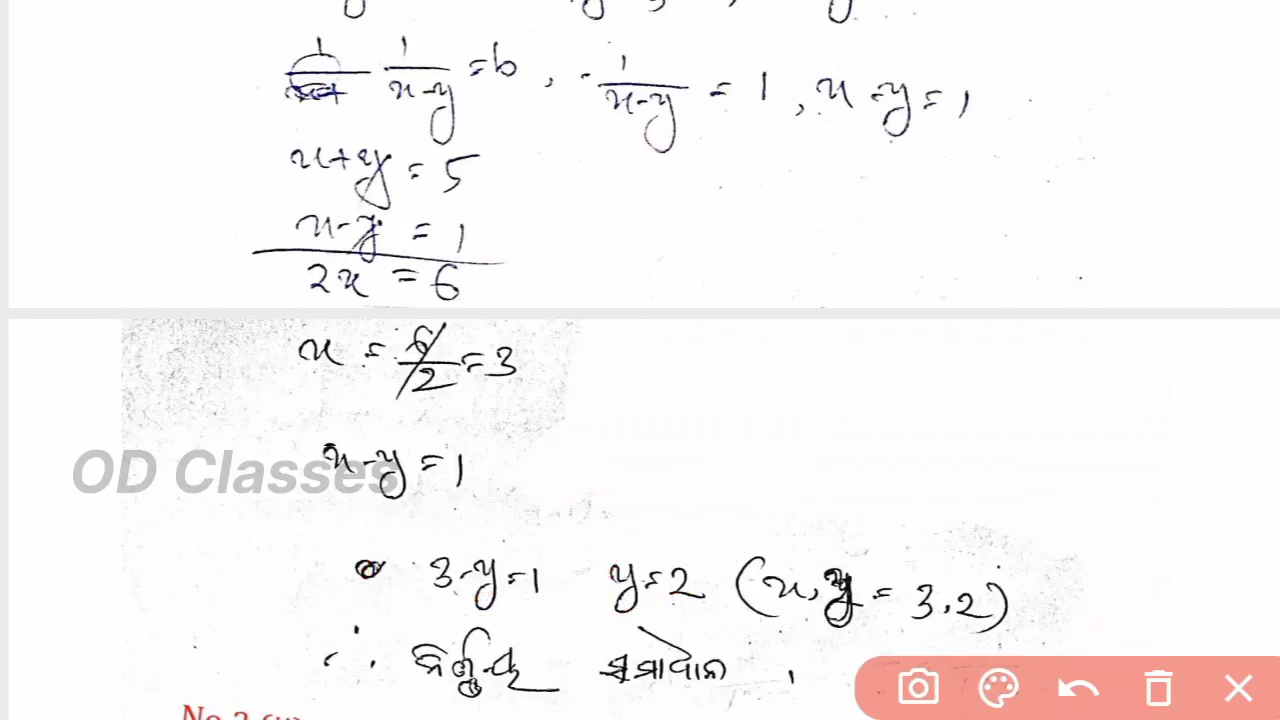 1/(x-y) = b, 1/(x-y) = 1, x - y = 1
x+y = 5
x-y = 1
2x = 6
x = 6/2 = 3
OD Classes
x-y = 1
3-y=1 y=2 (x, y = 3, 2)
∴ ନିର୍ଣ୍ଣେୟ ସମାଧାନ